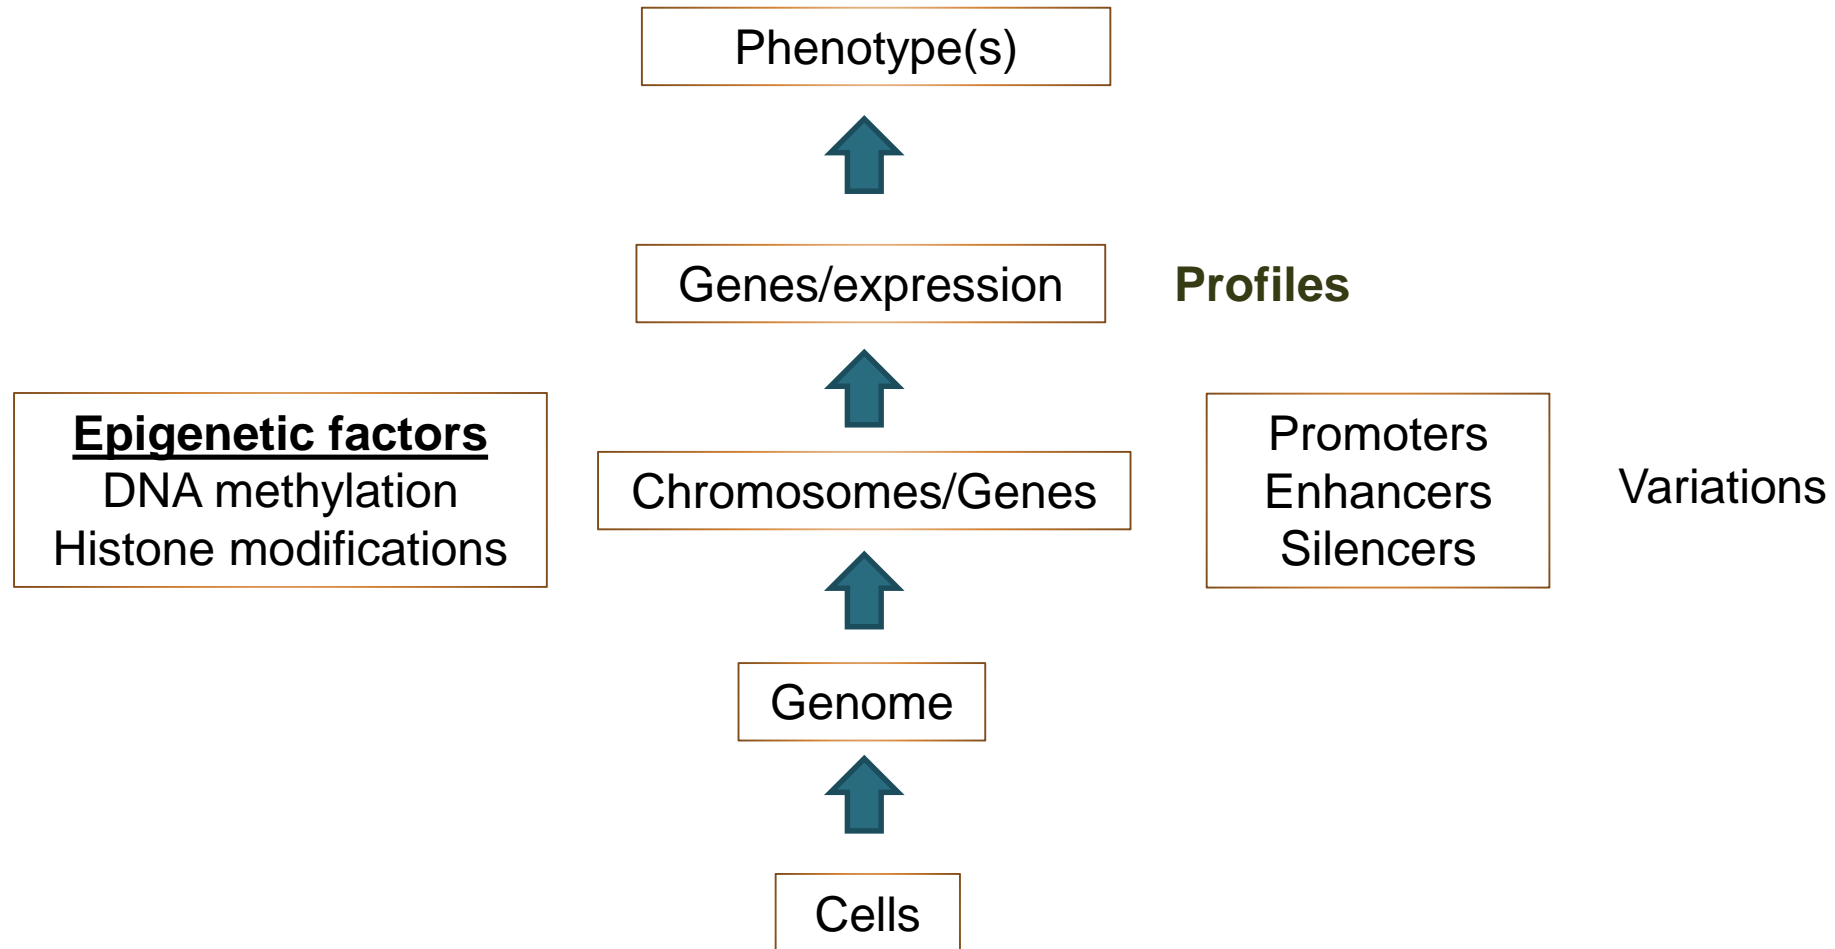 Phenotype(s)
Genes/expression
Profiles
Epigenetic factors
DNA methylation
Histone modifications
Chromosomes/Genes
Promoters
Enhancers
Silencers
Variations
Genome
Cells